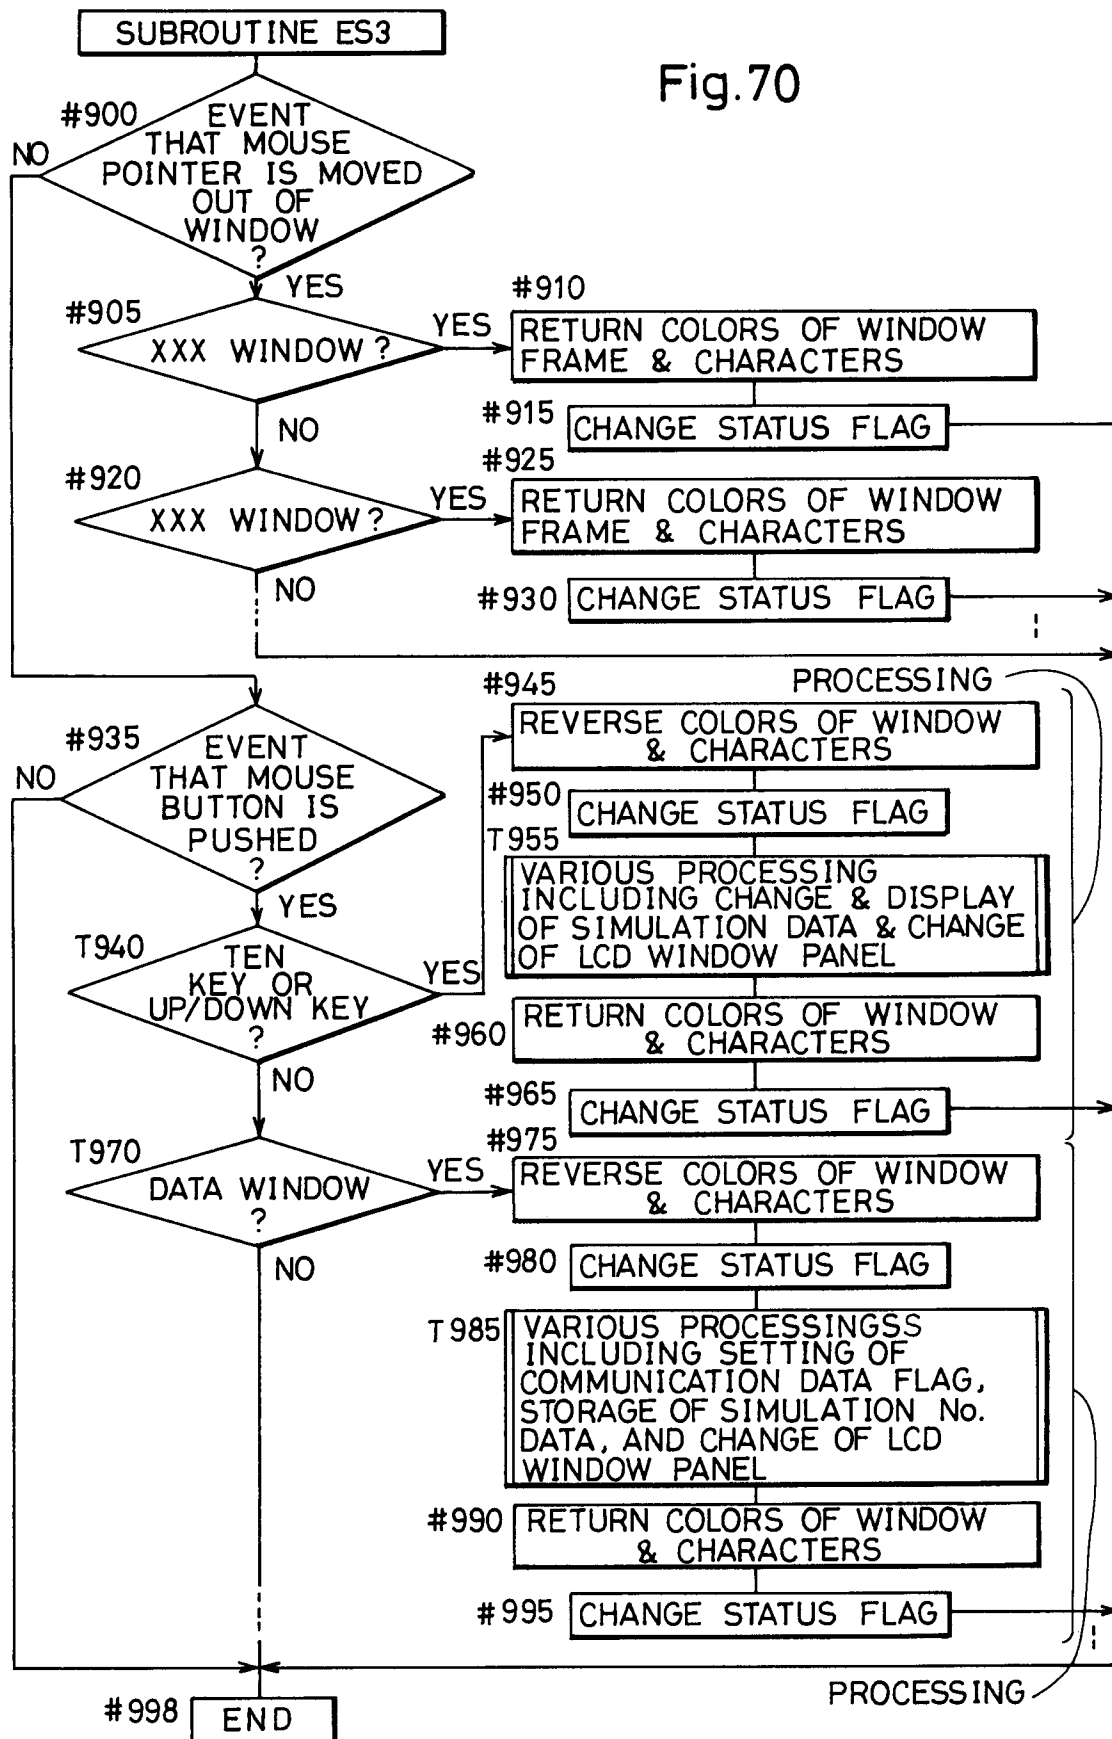 SUBROUTINE ES3
Fig.70
#900
EVENT
THAT MOUSE
POINTER IS MOVED
OUT OF
WINDOW
?
NO
YES
#905
XXX WINDOW?
YES
#910
RETURN COLORS OF WINDOW
FRAME & CHARACTERS
#915
CHANGE STATUS FLAG
NO
#920
XXX WINDOW?
YES
#925
RETURN COLORS OF WINDOW
FRAME & CHARACTERS
NO
#930
CHANGE STATUS FLAG
PROCESSING
#935
EVENT
THAT MOUSE
BUTTON IS
PUSHED
?
NO
YES
#945
REVERSE COLORS OF WINDOW
& CHARACTERS
#950
CHANGE STATUS FLAG
T955
VARIOUS PROCESSING
INCLUDING CHANGE & DISPLAY
OF SIMULATION DATA & CHANGE
OF LCD WINDOW PANEL
T940
TEN
KEY OR
UP/DOWN KEY
?
YES
NO
#960
RETURN COLORS OF WINDOW
& CHARACTERS
#965
CHANGE STATUS FLAG
T970
DATA WINDOW
?
YES
NO
#975
REVERSE COLORS OF WINDOW
& CHARACTERS
#980
CHANGE STATUS FLAG
T985
VARIOUS PROCESSINGSS
INCLUDING SETTING OF
COMMUNICATION DATA FLAG,
STORAGE OF SIMULATION No.
DATA, AND CHANGE OF LCD
WINDOW PANEL
#990
RETURN COLORS OF WINDOW
& CHARACTERS
#995
CHANGE STATUS FLAG
PROCESSING
#998
END